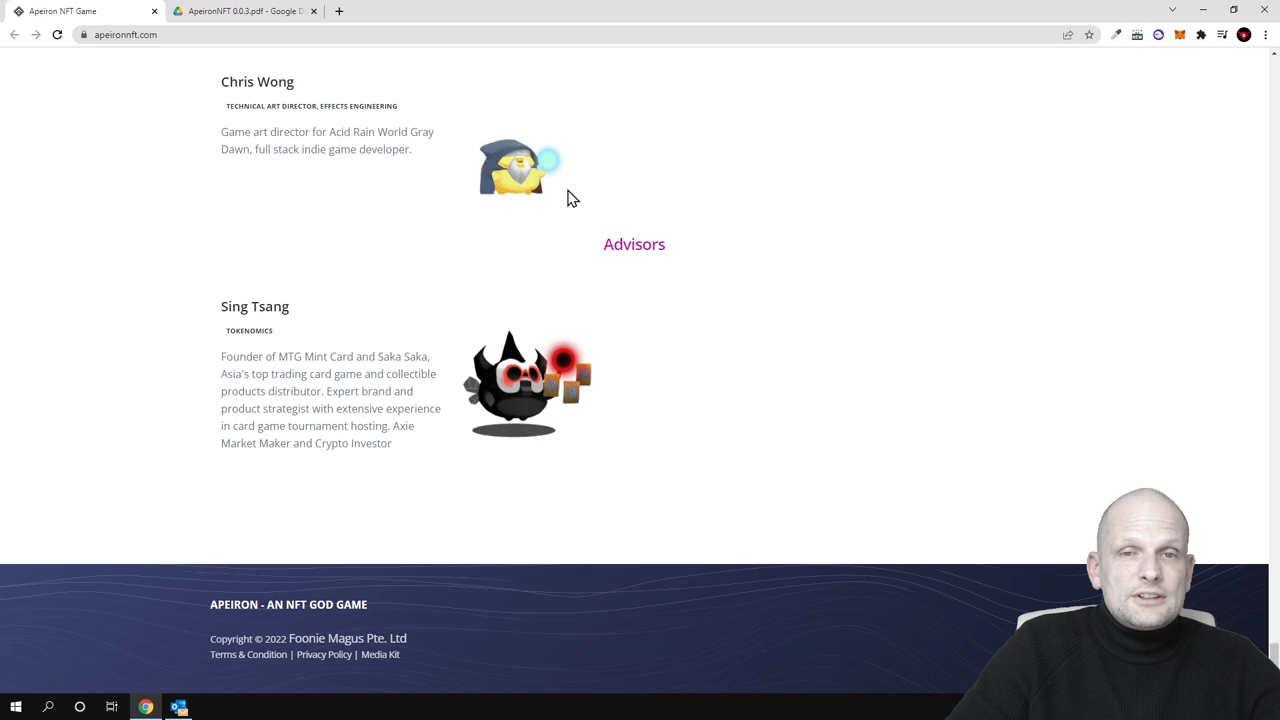 Apeiron NFT Game
ApeironNFT 0.0.3.pdf - Google D
apeironnft.com
Chris Wong
TECHNICAL ART DIRECTOR, EFFECTS ENGINEERING
Game art director for Acid Rain World Gray
Dawn, full stack indie game developer.
Advisors
Sing Tsang
TOKENOMICS
Founder of MTG Mint Card and Saka Saka,
Asia's top trading card game and collectible
products distributor. Expert brand and
product strategist with extensive experience
in card game tournament hosting. Axie
Market Maker and Crypto Investor
APEIRON - AN NFT GOD GAME
Copyright © 2022 Foonie Magus Pte. Ltd
Terms & Condition | Privacy Policy | Media Kit